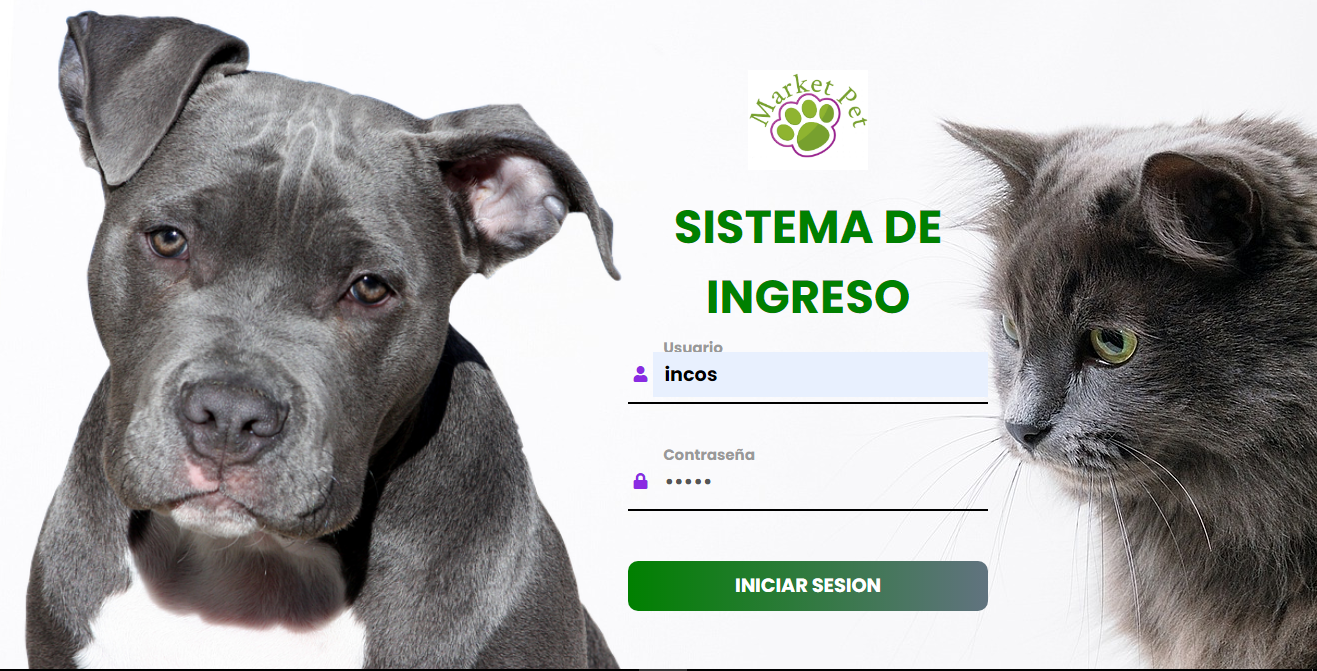 Market Pet
SISTEMA DE
INGRESO
Usuario
incos
Contraseña
•••••
INICIAR SESION